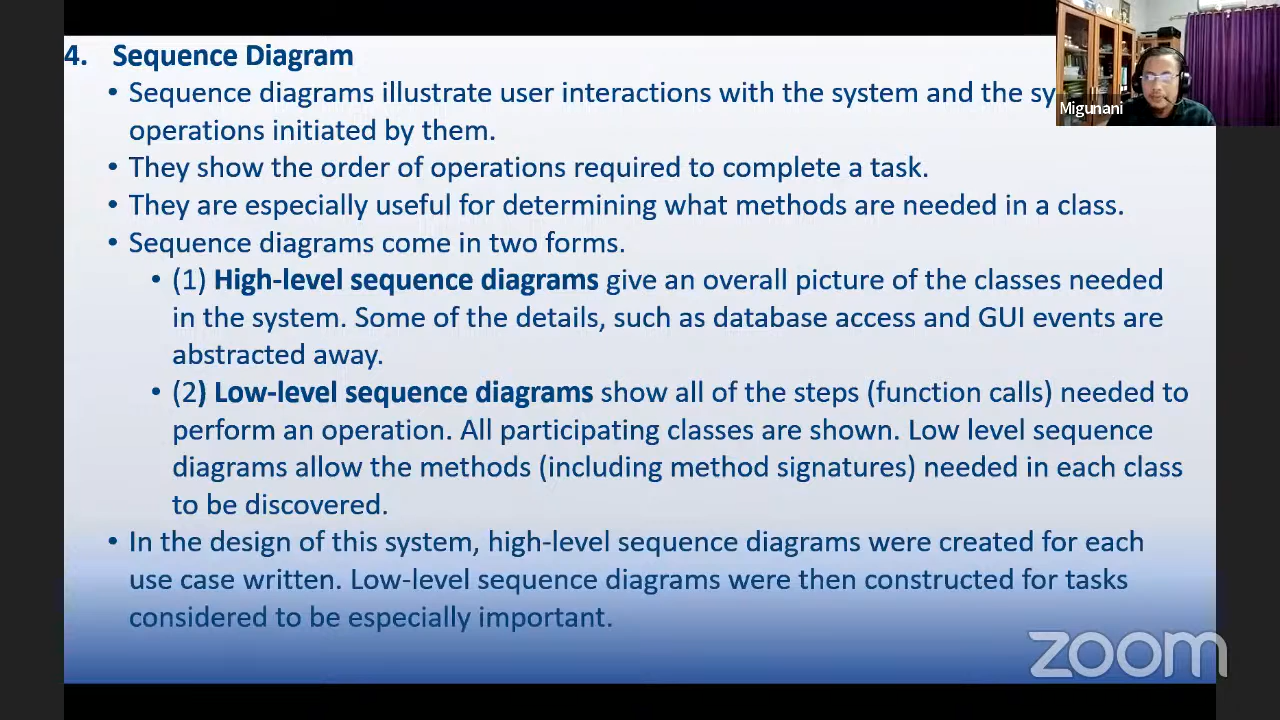 4. Sequence Diagram
• Sequence diagrams illustrate user interactions with the system and the sy
operations initiated by them.
• They show the order of operations required to complete a task.
• They are especially useful for determining what methods are needed in a class.
• Sequence diagrams come in two forms.
• (1) High-level sequence diagrams give an overall picture of the classes needed
in the system. Some of the details, such as database access and GUI events are
abstracted away.
• (2) Low-level sequence diagrams show all of the steps (function calls) needed to
perform an operation. All participating classes are shown. Low level sequence
diagrams allow the methods (including method signatures) needed in each class
to be discovered.
• In the design of this system, high-level sequence diagrams were created for each
use case written. Low-level sequence diagrams were then constructed for tasks
considered to be especially important.
Migunani
zoom